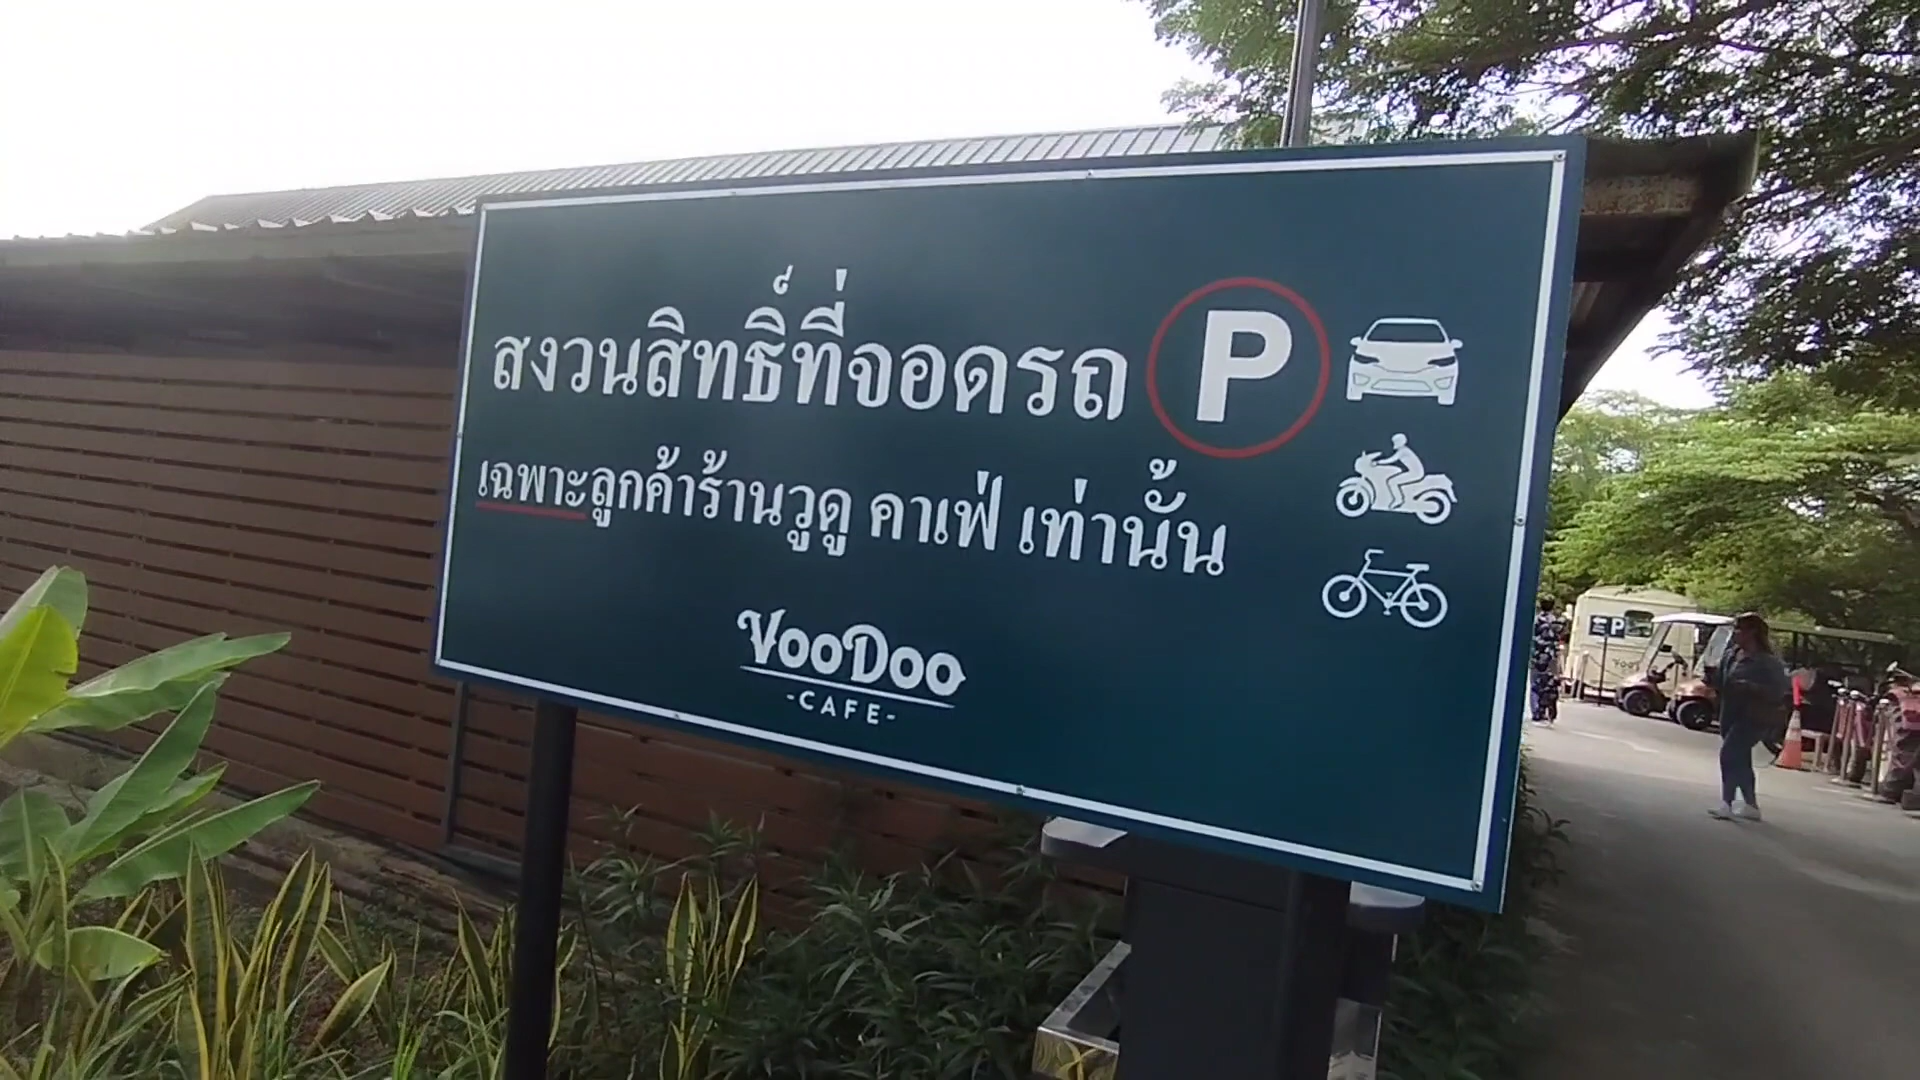 สงวนสิทธิ์ที่จอดรถ P
เฉพาะลูกค้าร้านวูดู คาเฟ่ เท่านั้น
VooDoo
-CAFE-
P